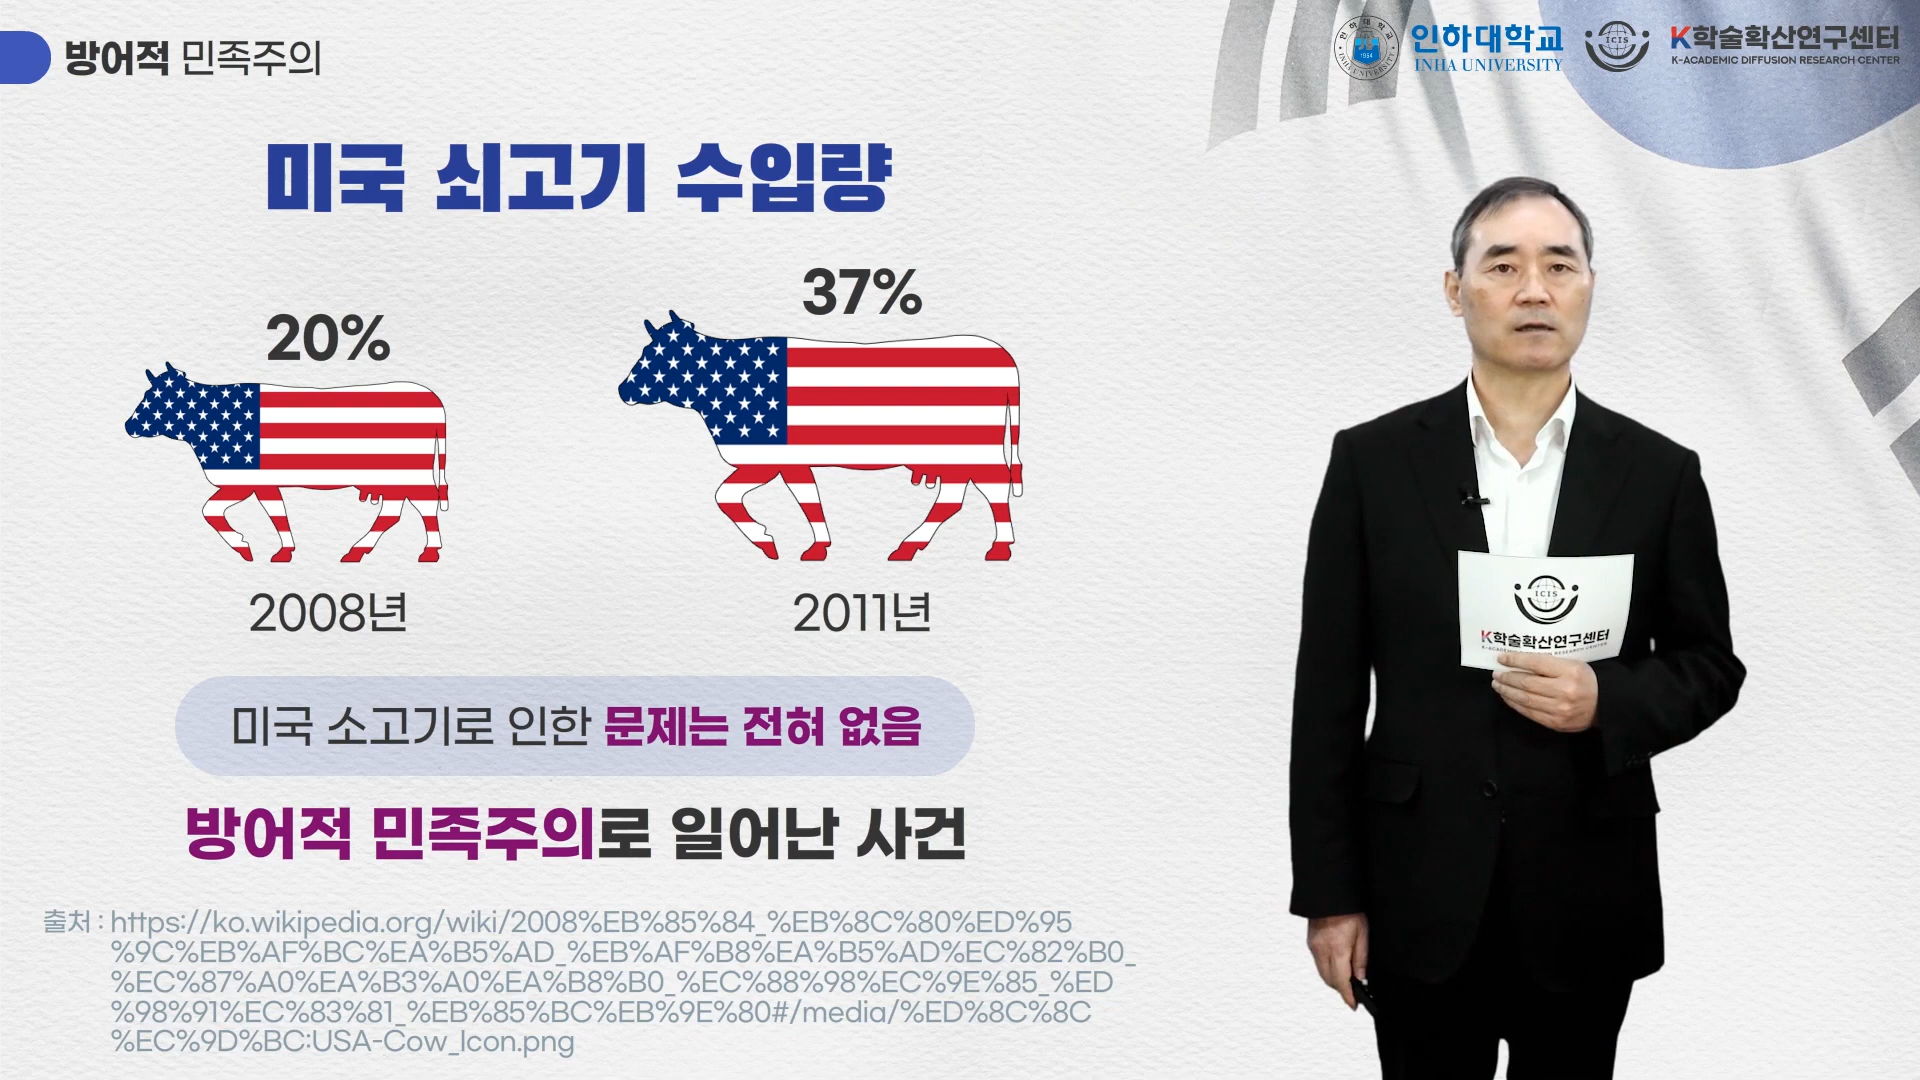 방어적 민족주의
인하대학교
INHA UNIVERSITY
ICIS
K학술확산연구센터
K-ACADEMIC DIFFUSION RESEARCH CENTER
미국 쇠고기 수입량
20%
37%
2008년
2011년
미국 소고기로 인한 문제는 전혀 없음
방어적 민족주의로 일어난 사건
출처 : https://ko.wikipedia.org/wiki/2008%EB%85%84_%EB%8C%80%ED%95
%9C%EB%AF%BC%EA%B5%AD_%EB%AF%B8%EA%B5%AD%EC%82%B0_
%EC%87%A0%EA%B3%A0%EA%B8%B0_%EC%88%98%EC%9E%85_%ED
%98%91%EC%83%81_%EB%85%BC%EB%9E%80#/media/%ED%8C%8C
%EC%9D%BC:USA-Cow_Icon.png
ICIS
K학술확산연구센터